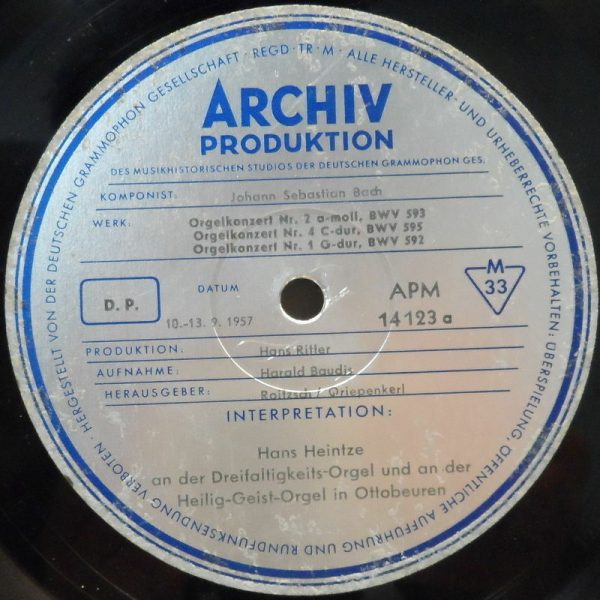 HERGESTELLT VON DER DEUTSCHEN GRAMMOPHON GESELLSCHAFT · REGD · TR · M · ALLE HERSTELLER- UND URHEBERRECHTE VORBEHALTEN: ÜBERSPIELUNG, ÖFFENTLICHE AUFFÜHRUNG UND RUNDFUNKSENDUNG VERBOTEN ·
ARCHIV
PRODUKTION
DES MUSIKHISTORISCHEN STUDIOS DER DEUTSCHEN GRAMMOPHON GES.
KOMPONIST: Johann Sebastian Bach
WERK: Orgelkonzert Nr. 2 a-moll, BWV 593
Orgelkonzert Nr. 4 C-dur, BWV 595
Orgelkonzert Nr. 1 G-dur, BWV 592
D. P.
DATUM
10.-13. 9. 1957
APM
14123 a
M
33
PRODUKTION: Hans Ritter
AUFNAHME: Harald Baudis
HERAUSGEBER: Roitzsch / Griepenkerl
INTERPRETATION:
Hans Heintze
an der Dreifaltigkeits-Orgel und an der
Heilig-Geist-Orgel in Ottobeuren